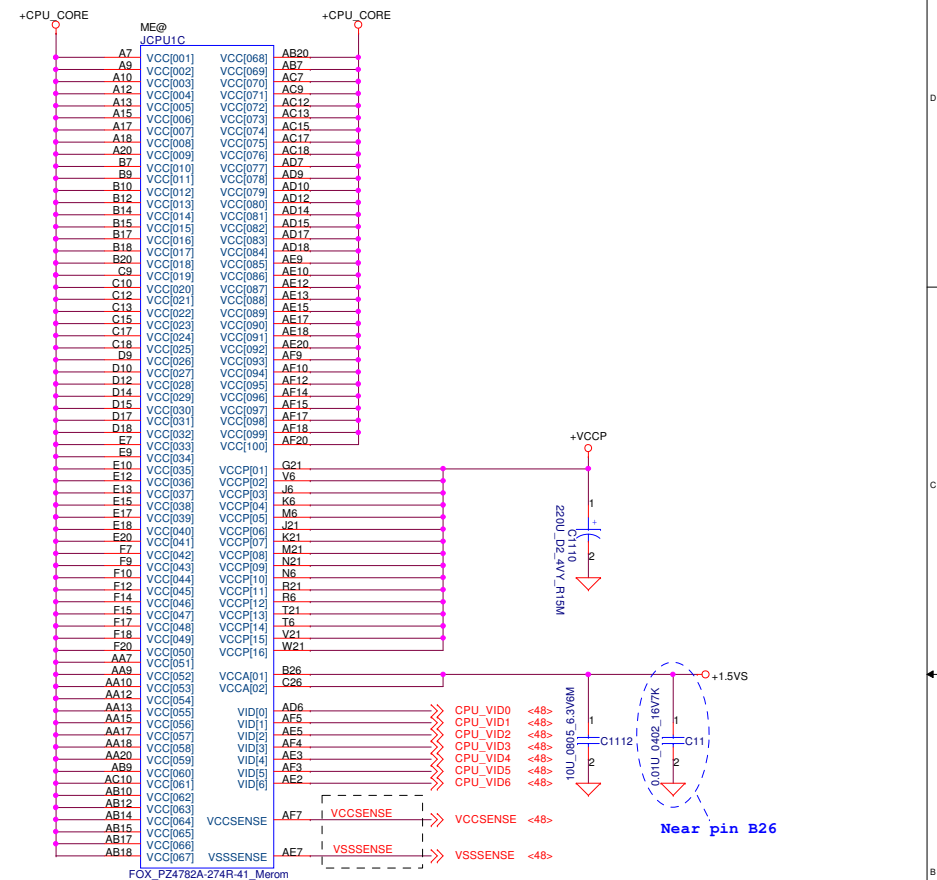 +CPU_CORE
+CPU_CORE
ME@
JCPU1C
A7 VCC[001] VCC[068] AB20
A9 VCC[002] VCC[069] AB7
A10 VCC[003] VCC[070] AC7
A12 VCC[004] VCC[071] AC9
A13 VCC[005] VCC[072] AC12
A15 VCC[006] VCC[073] AC13
A17 VCC[007] VCC[074] AC15
A18 VCC[008] VCC[075] AC17
A20 VCC[009] VCC[076] AC18
B7 VCC[010] VCC[077] AD7
B9 VCC[011] VCC[078] AD9
B10 VCC[012] VCC[079] AD10
B12 VCC[013] VCC[080] AD12
B14 VCC[014] VCC[081] AD14
B15 VCC[015] VCC[082] AD15
B17 VCC[016] VCC[083] AD17
B18 VCC[017] VCC[084] AD18
B20 VCC[018] VCC[085] AE9
C9 VCC[019] VCC[086] AE10
C10 VCC[020] VCC[087] AE12
C12 VCC[021] VCC[088] AE13
C13 VCC[022] VCC[089] AE15
C15 VCC[023] VCC[090] AE17
C17 VCC[024] VCC[091] AE18
C18 VCC[025] VCC[092] AE20
D9 VCC[026] VCC[093] AF9
D10 VCC[027] VCC[094] AF10
D12 VCC[028] VCC[095] AF12
D14 VCC[029] VCC[096] AF14
D15 VCC[030] VCC[097] AF15
D17 VCC[031] VCC[098] AF17
D18 VCC[032] VCC[099] AF18
E7 VCC[033] VCC[100] AF20
E9 VCC[034]
E10 VCC[035] VCCP[01] G21
E12 VCC[036] VCCP[02] V6
E13 VCC[037] VCCP[03] J6
E15 VCC[038] VCCP[04] K6
E17 VCC[039] VCCP[05] M6
E18 VCC[040] VCCP[06] J21
E20 VCC[041] VCCP[07] K21
F7 VCC[042] VCCP[08] M21
F9 VCC[043] VCCP[09] N21
F10 VCC[044] VCCP[10] N6
F12 VCC[045] VCCP[11] R21
F14 VCC[046] VCCP[12] R6
F15 VCC[047] VCCP[13] T21
F17 VCC[048] VCCP[14] T6
F18 VCC[049] VCCP[15] V21
F20 VCC[050] VCCP[16] W21
AA7 VCC[051]
AA9 VCC[052] VCCA[01] B26
AA10 VCC[053] VCCA[02] C26
AA12 VCC[054]
AA13 VCC[055] VID[0] AD6 CPU_VID0 <48>
AA15 VCC[056] VID[1] AF5 CPU_VID1 <48>
AA17 VCC[057] VID[2] AE5 CPU_VID2 <48>
AA18 VCC[058] VID[3] AF4 CPU_VID3 <48>
AA20 VCC[059] VID[4] AE3 CPU_VID4 <48>
AB9 VCC[060] VID[5] AF3 CPU_VID5 <48>
AC10 VCC[061] VID[6] AE2 CPU_VID6 <48>
AB10 VCC[062]
AB12 VCC[063]
AB14 VCC[064] VCCSENSE AF7 VCCSENSE VCCSENSE <48>
AB15 VCC[065]
AB17 VCC[066]
AB18 VCC[067] VSSSENSE AE7 VSSSENSE VSSSENSE <48>
FOX_PZ4782A-274R-41_Merom
+VCCP
1
+
2
C1110
220U_D2_4VY_R15M
+1.5VS
10U_0805_6.3V6M
1
C1112
2
0.01U_0402_16V7K
1
C11
2
Near pin B26
D
C
B